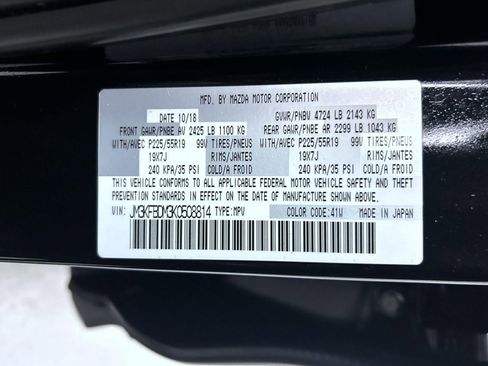 MFD. BY MAZDA MOTOR CORPORATION
DATE 10/18 GVWR/PNBV 4724 LB 2143 KG
FRONT GAWR/PNBE AV 2425 LB 1100 KG REAR GAWR/PNBE AR 2299 LB 1043 KG
WITH/AVEC P225/55R19 99V TIRES/PNEUS WITH/AVEC P225/55R19 99V TIRES/PNEUS
19X7J RIMS/JANTES 19X7J RIMS/JANTES
240 KPA/35 PSI COLD/A FROID 240 KPA/35 PSI COLD/A FROID
THIS VEHICLE CONFORMS TO ALL APPLICABLE FEDERAL MOTOR VEHICLE SAFETY AND THEFT
PREVENTION STANDARDS IN EFFECT ON THE DATE OF MANUFACTURE SHOWN ABOVE.
VIN: JM3KFBDM3K0508814 TYPE:MPV COLOR CODE:41W MADE IN JAPAN